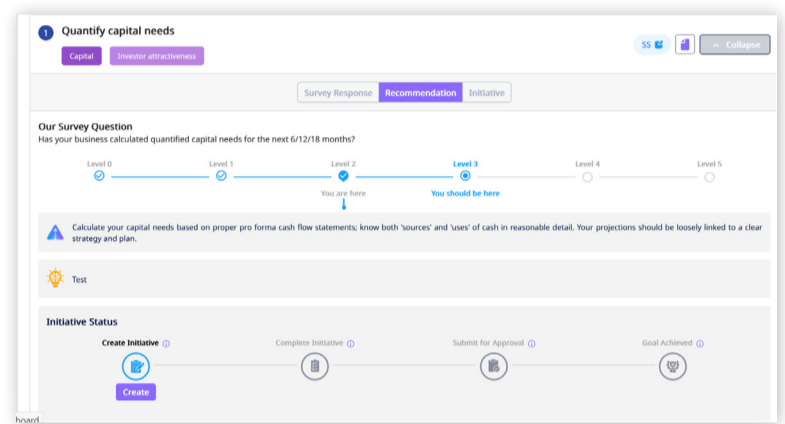 1 Quantify capital needs
Capital Investor attractiveness
SS Collapse
Survey Response Recommendation Initiative
Our Survey Question
Has your business calculated quantified capital needs for the next 6/12/18 months?
Level 0 Level 1 Level 2 Level 3 Level 4 Level 5
You are here You should be here
Calculate your capital needs based on proper pro forma cash flow statements; know both 'sources' and 'uses' of cash in reasonable detail. Your projections should be loosely linked to a clear
strategy and plan.
Test
Initiative Status
Create Initiative Complete Initiative Submit for Approval Goal Achieved
Create
board